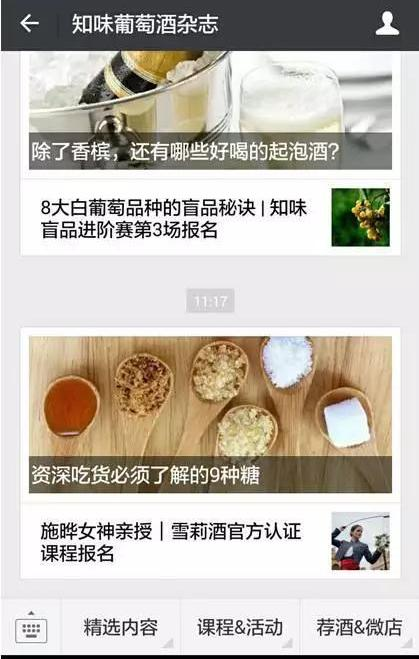 知味葡萄酒杂志
除了香槟，还有哪些好喝的起泡酒？
8大白葡萄品种的盲品秘诀 | 知味
盲品进阶赛第3场报名
11:17
资深吃货必须了解的9种糖
施晔女神亲授 | 雪莉酒官方认证
课程报名
精选内容
课程&活动
荐酒&微店